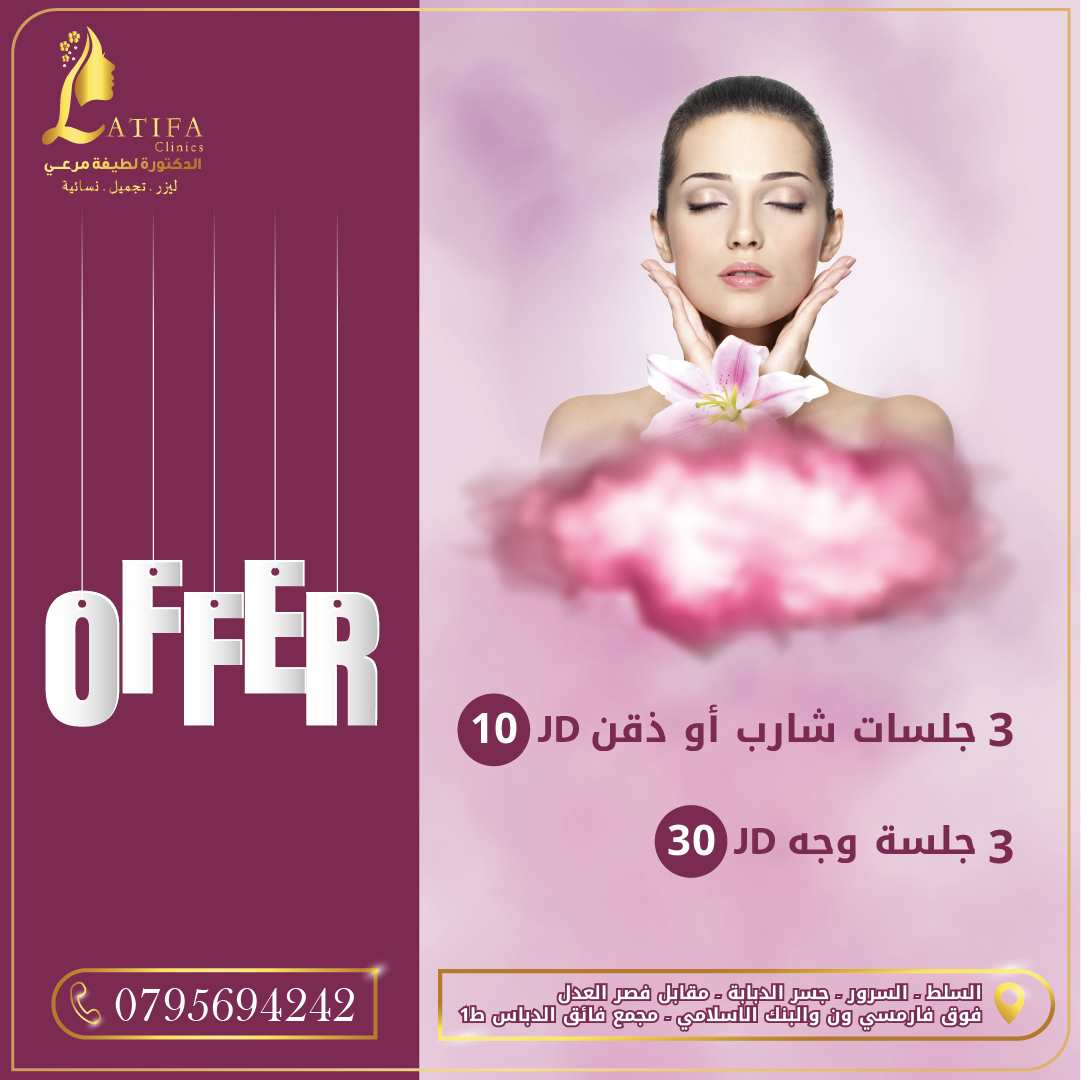 LATIFA
Clinics
الدكتورة لطيفة مرعي
ليزر . تجميل . نسائية
OFFER
3 جلسات شارب أو ذقن JD 10
3 جلسة وجه JD 30
0795694242
السلط - السرور - جسر الدبابة - مقابل قصر العدل
فوق فارمسي ون والبنك الاسلامي - مجمع فائق الدباس ط1